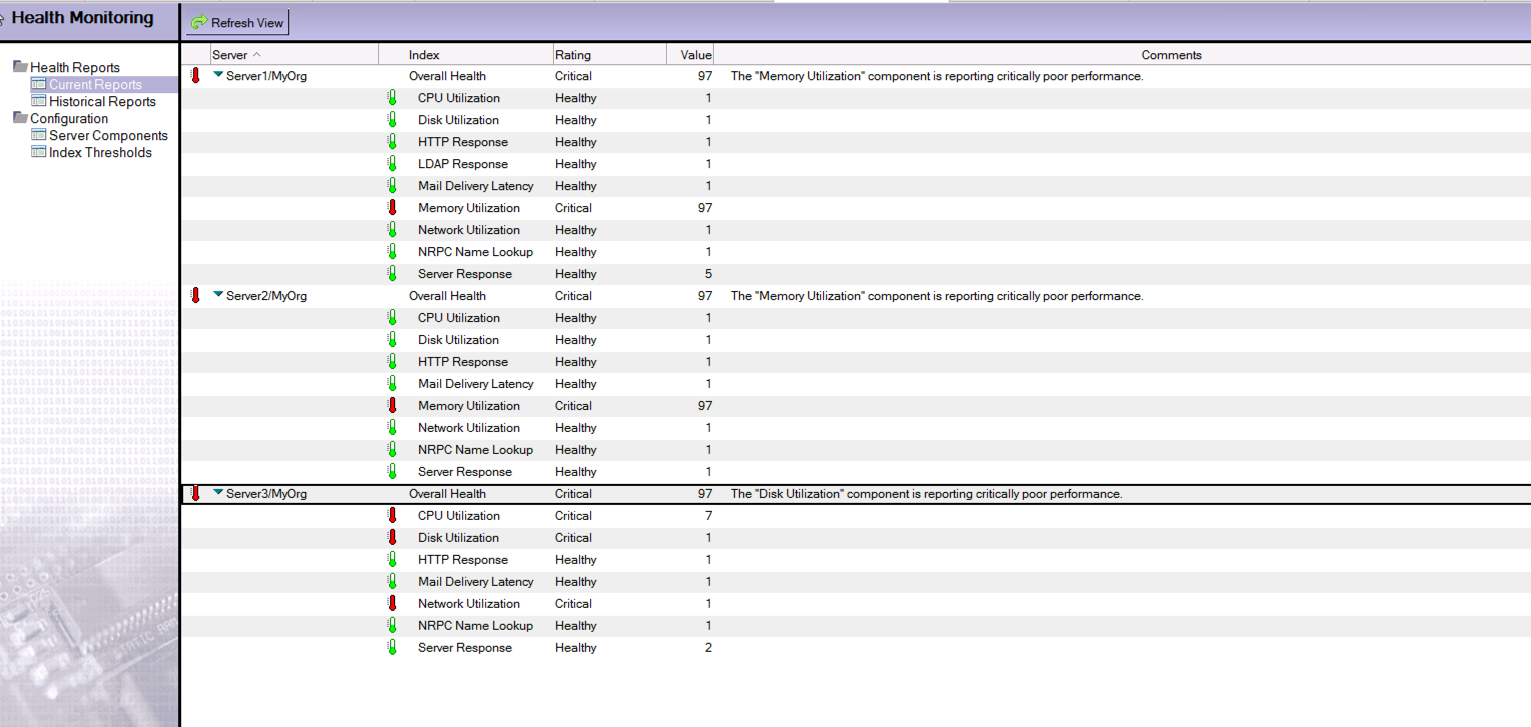 Health Monitoring
Refresh View
Health Reports
Current Reports
Historical Reports
Configuration
Server Components
Index Thresholds
Server Index Rating Value Comments
Server1/MyOrg Overall Health Critical 97 The "Memory Utilization" component is reporting critically poor performance.
CPU Utilization Healthy 1
Disk Utilization Healthy 1
HTTP Response Healthy 1
LDAP Response Healthy 1
Mail Delivery Latency Healthy 1
Memory Utilization Critical 97
Network Utilization Healthy 1
NRPC Name Lookup Healthy 1
Server Response Healthy 5
Server2/MyOrg Overall Health Critical 97 The "Memory Utilization" component is reporting critically poor performance.
CPU Utilization Healthy 1
Disk Utilization Healthy 1
HTTP Response Healthy 1
Mail Delivery Latency Healthy 1
Memory Utilization Critical 97
Network Utilization Healthy 1
NRPC Name Lookup Healthy 1
Server Response Healthy 1
Server3/MyOrg Overall Health Critical 97 The "Disk Utilization" component is reporting critically poor performance.
CPU Utilization Critical 7
Disk Utilization Critical 1
HTTP Response Healthy 1
Mail Delivery Latency Healthy 1
Network Utilization Critical 1
NRPC Name Lookup Healthy 1
Server Response Healthy 2